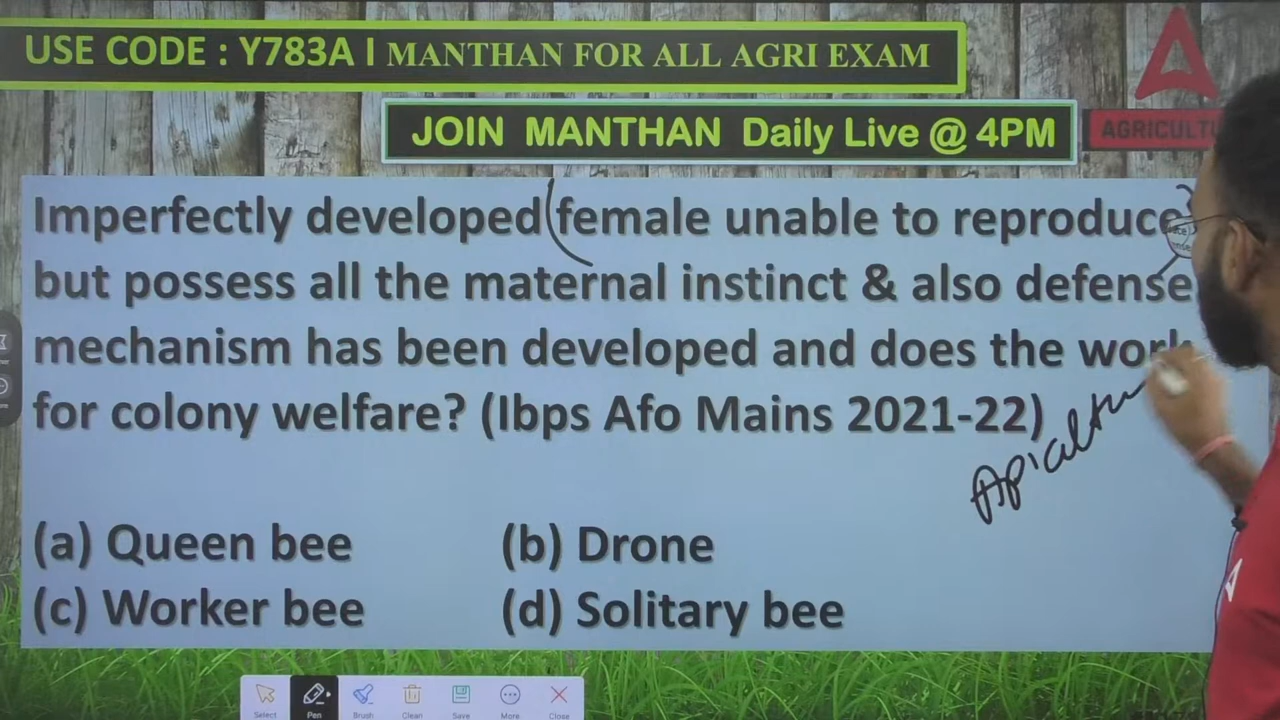 USE CODE : Y783A I MANTHAN FOR ALL AGRI EXAM
JOIN MANTHAN Daily Live @ 4PM
Imperfectly developed (female unable to reproduce)
but possess all the maternal instinct & also defense
mechanism has been developed and does the work
for colony welfare? (Ibps Afo Mains 2021-22)
(a) Queen bee (b) Drone
(c) Worker bee (d) Solitary bee
Select Pen Brush Clean Save More Close